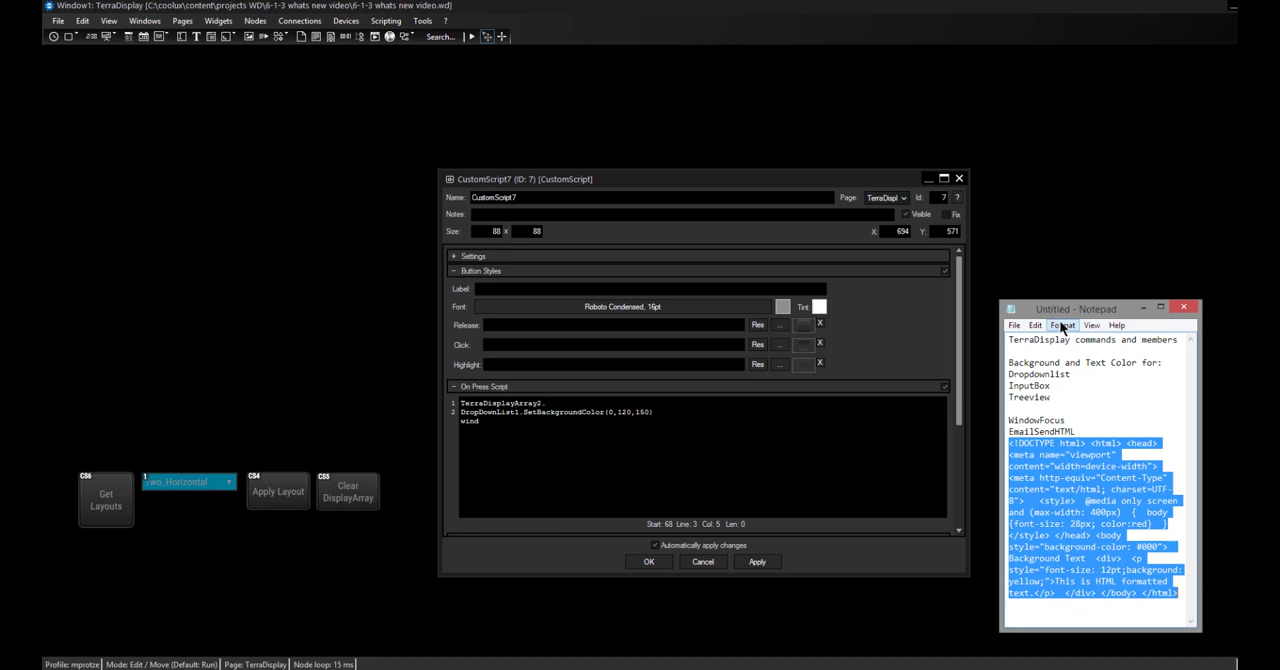 Window1: TerraDisplay [C:\coolux\content\projects WD\6-1-3 whats new video\6-1-3 whats new video.wd]
File Edit View Windows Pages Widgets Nodes Connections Devices Scripting Tools ?
Search...
CustomScript7 (ID: 7) [CustomScript]
Name: CustomScript7 Page: TerraDispl Id: 7 ?
Notes: Visible Fix
Size: 88 x 88 X: 694 Y: 571
+ Settings
− Button Styles
Label:
Font: Roboto Condensed, 16pt Tint:
Release: Res ... X
Click: Res ... X
Highlight: Res ... X
− On Press Script
1 TerraDisplayArray2.
2 DropDownList1.SetBackgroundColor(0,120,150)
wind
Start: 68 Line: 3 Col: 5 Len: 0
Automatically apply changes
OK Cancel Apply
CS6
Get
Layouts
1
Two_Horizontal
CS4
Apply Layout
CS5
Clear
DisplayArray
Untitled - Notepad
File Edit Format View Help
TerraDisplay commands and members
Background and Text Color for:
Dropdownlist
InputBox
Treeview
WindowFocus
EmailSendHTML
<!DOCTYPE html> <html> <head>
<meta name="viewport"
content="width=device-width">
<meta http-equiv="Content-Type"
content="text/html; charset=UTF-
8"> <style> @media only screen
and (max-width: 400px) { body
{font-size: 28px; color:red} }
</style> </head> <body
style="background-color: #000">
Background Text <div> <p
style="font-size: 12pt;background:
yellow;">This is HTML formatted
text.</p> </div> </body> </html>
Profile: mprotze Mode: Edit / Move (Default: Run) Page: TerraDisplay Node loop: 15 ms